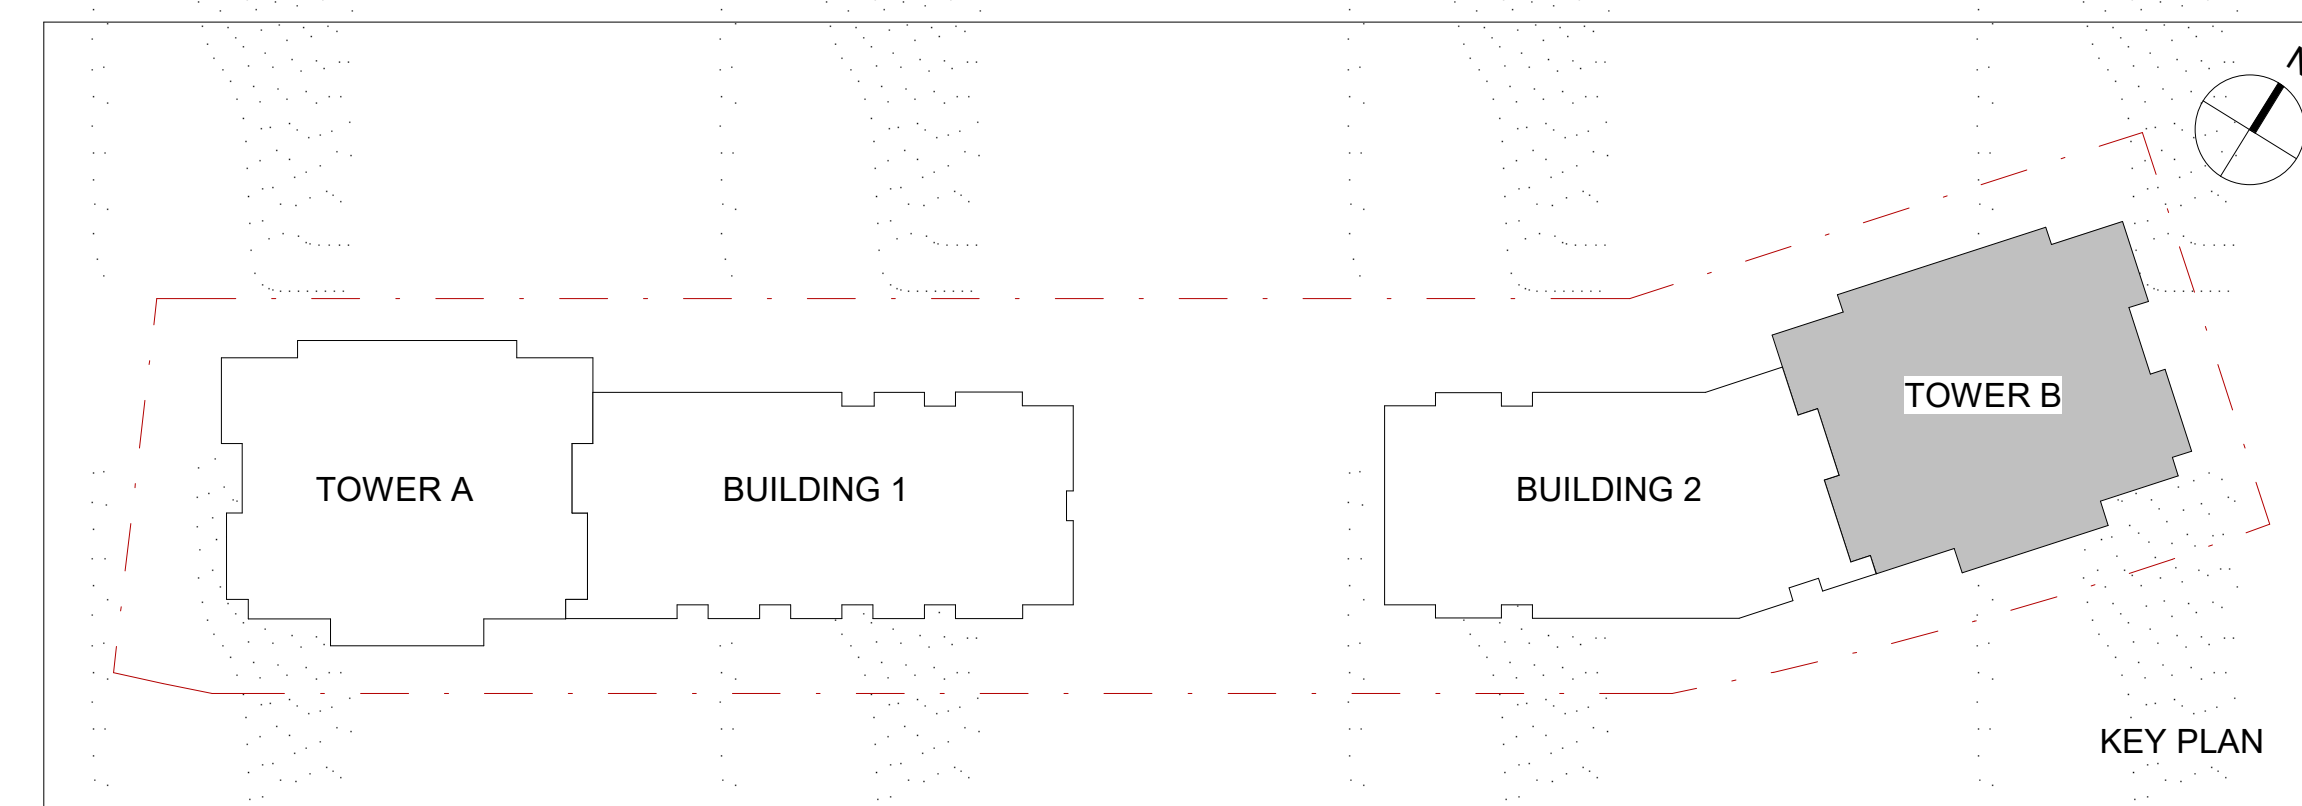 N
TOWER B
TOWER A
BUILDING 1
BUILDING 2
KEY PLAN